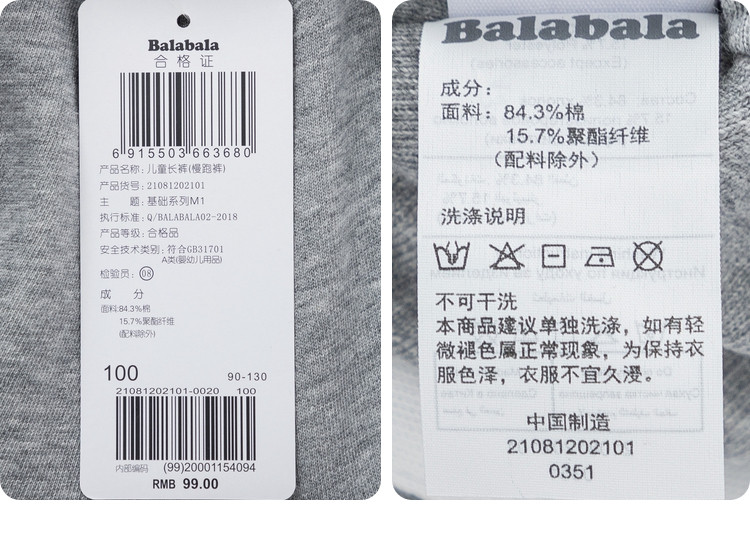 Balabala
合格证
6 915503 663680
产品名称: 儿童长裤(慢跑裤)
产品货号: 21081202101
主 题: 基础系列M1
执行标准: Q/BALABALA02-2018
产品等级: 合格品
安全技术类别: 符合GB31701
A类(婴幼儿用品)
检验员: 08
成 分
面料:84.3%棉
15.7%聚酯纤维
(配料除外)
100 90-130
21081202101-0020 100
内部编码 (99)20001154094
RMB 99.00
Balabala
成分:
面料: 84.3%棉
15.7%聚酯纤维
(配料除外)
洗涤说明
不可干洗
本商品建议单独洗涤, 如有轻
微褪色属正常现象, 为保持衣
服色泽, 衣服不宜久浸。
中国制造
21081202101
0351